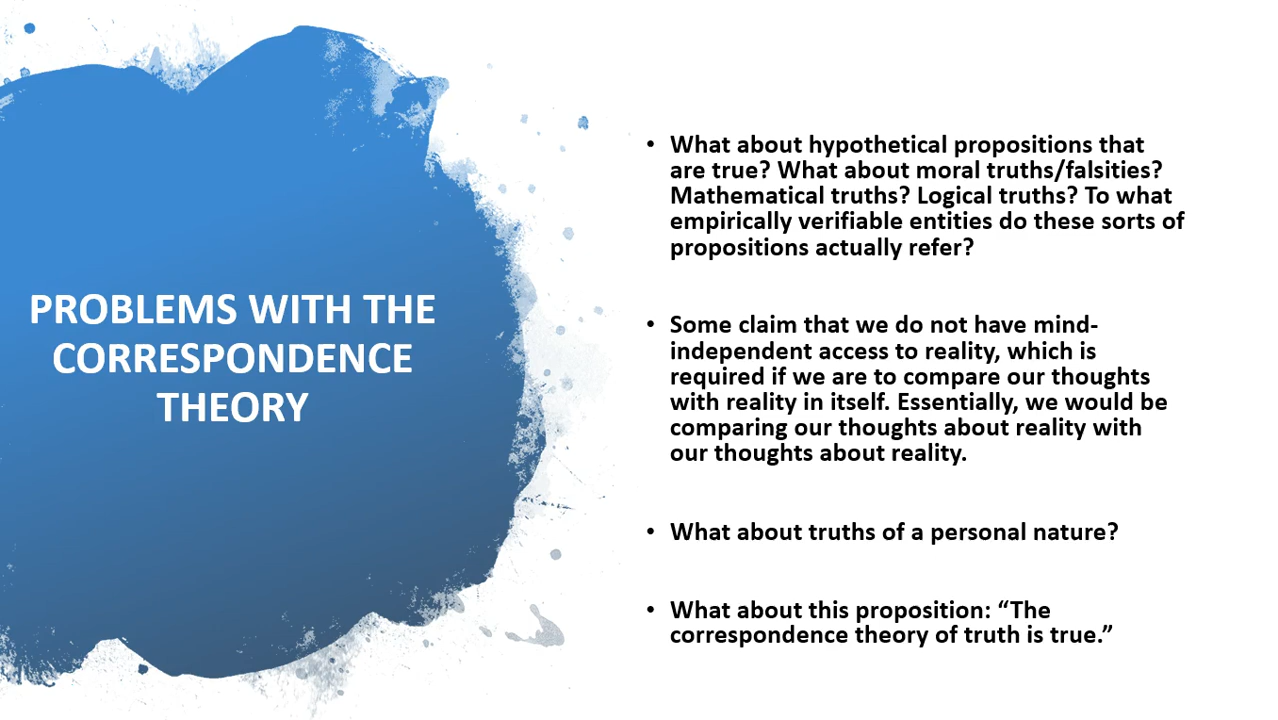 PROBLEMS WITH THE
CORRESPONDENCE
THEORY
• What about hypothetical propositions that
are true? What about moral truths/falsities?
Mathematical truths? Logical truths? To what
empirically verifiable entities do these sorts of
propositions actually refer?
• Some claim that we do not have mind-
independent access to reality, which is
required if we are to compare our thoughts
with reality in itself. Essentially, we would be
comparing our thoughts about reality with
our thoughts about reality.
• What about truths of a personal nature?
• What about this proposition: “The
correspondence theory of truth is true.”